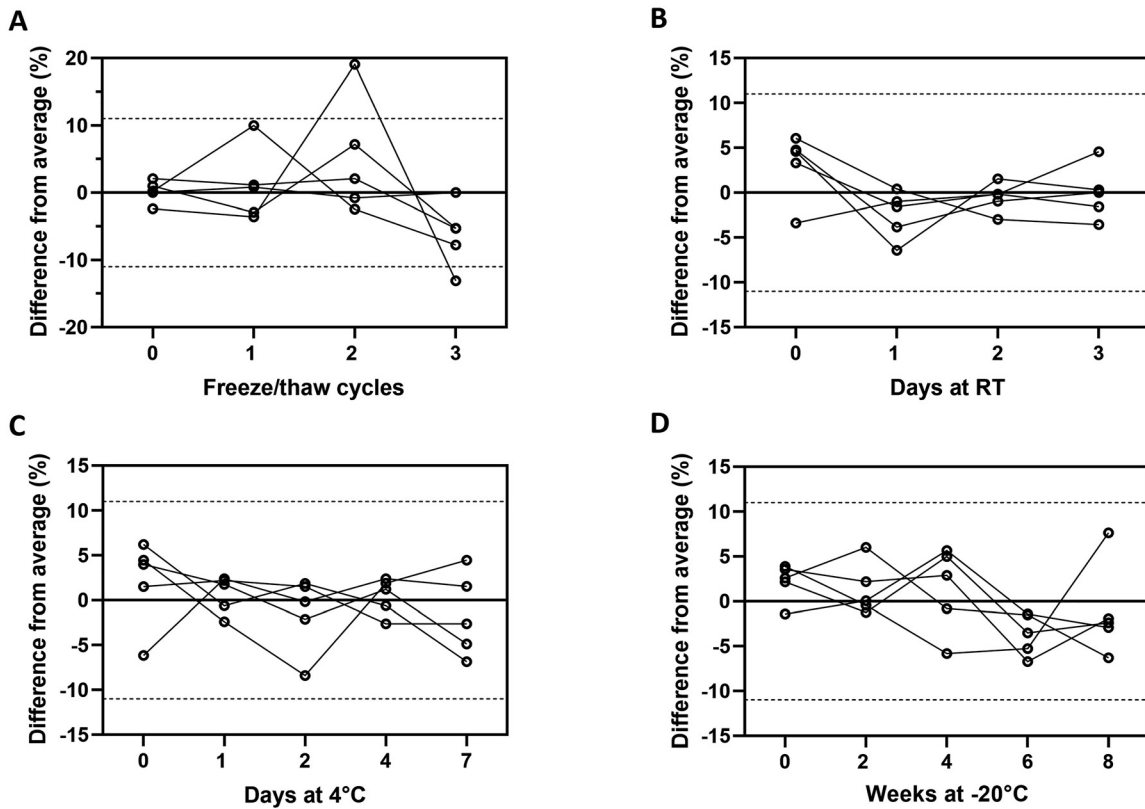 A
Difference from average (%)
20
10
0
-10
-20
0 1 2 3
Freeze/thaw cycles
B
Difference from average (%)
15
10
5
0
-5
-10
-15
0 1 2 3
Days at RT
C
Difference from average (%)
15
10
5
0
-5
-10
-15
0 1 2 4 7
Days at 4°C
D
Difference from average (%)
15
10
5
0
-5
-10
-15
0 2 4 6 8
Weeks at -20°C